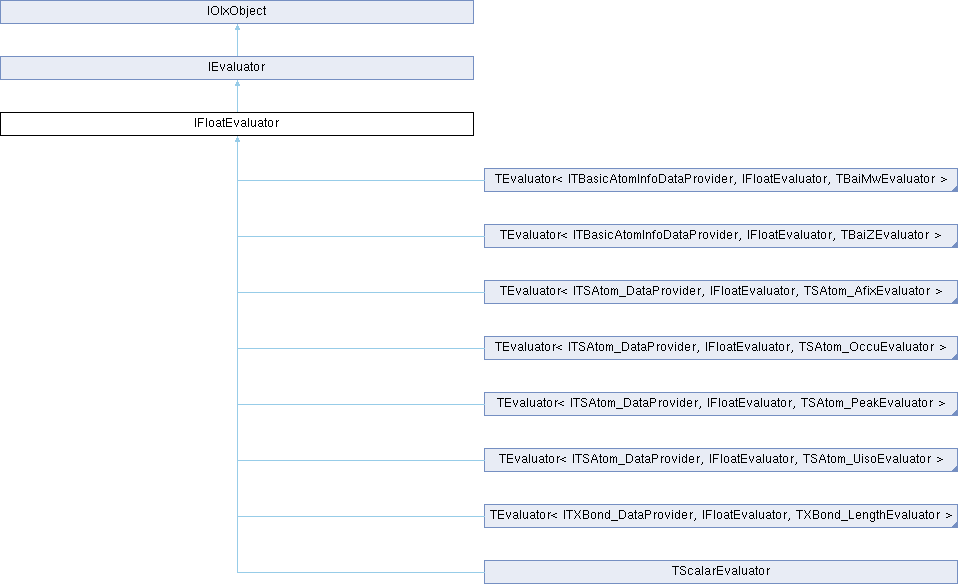 IOlxObject
IEvaluator
IFloatEvaluator
TEvaluator< ITBasicAtomInfoDataProvider, IFloatEvaluator, TBaiMwEvaluator >
TEvaluator< ITBasicAtomInfoDataProvider, IFloatEvaluator, TBaiZEvaluator >
TEvaluator< ITSAtom_DataProvider, IFloatEvaluator, TSAtom_AfixEvaluator >
TEvaluator< ITSAtom_DataProvider, IFloatEvaluator, TSAtom_OccuEvaluator >
TEvaluator< ITSAtom_DataProvider, IFloatEvaluator, TSAtom_PeakEvaluator >
TEvaluator< ITSAtom_DataProvider, IFloatEvaluator, TSAtom_UisoEvaluator >
TEvaluator< ITXBond_DataProvider, IFloatEvaluator, TXBond_LengthEvaluator >
TScalarEvaluator